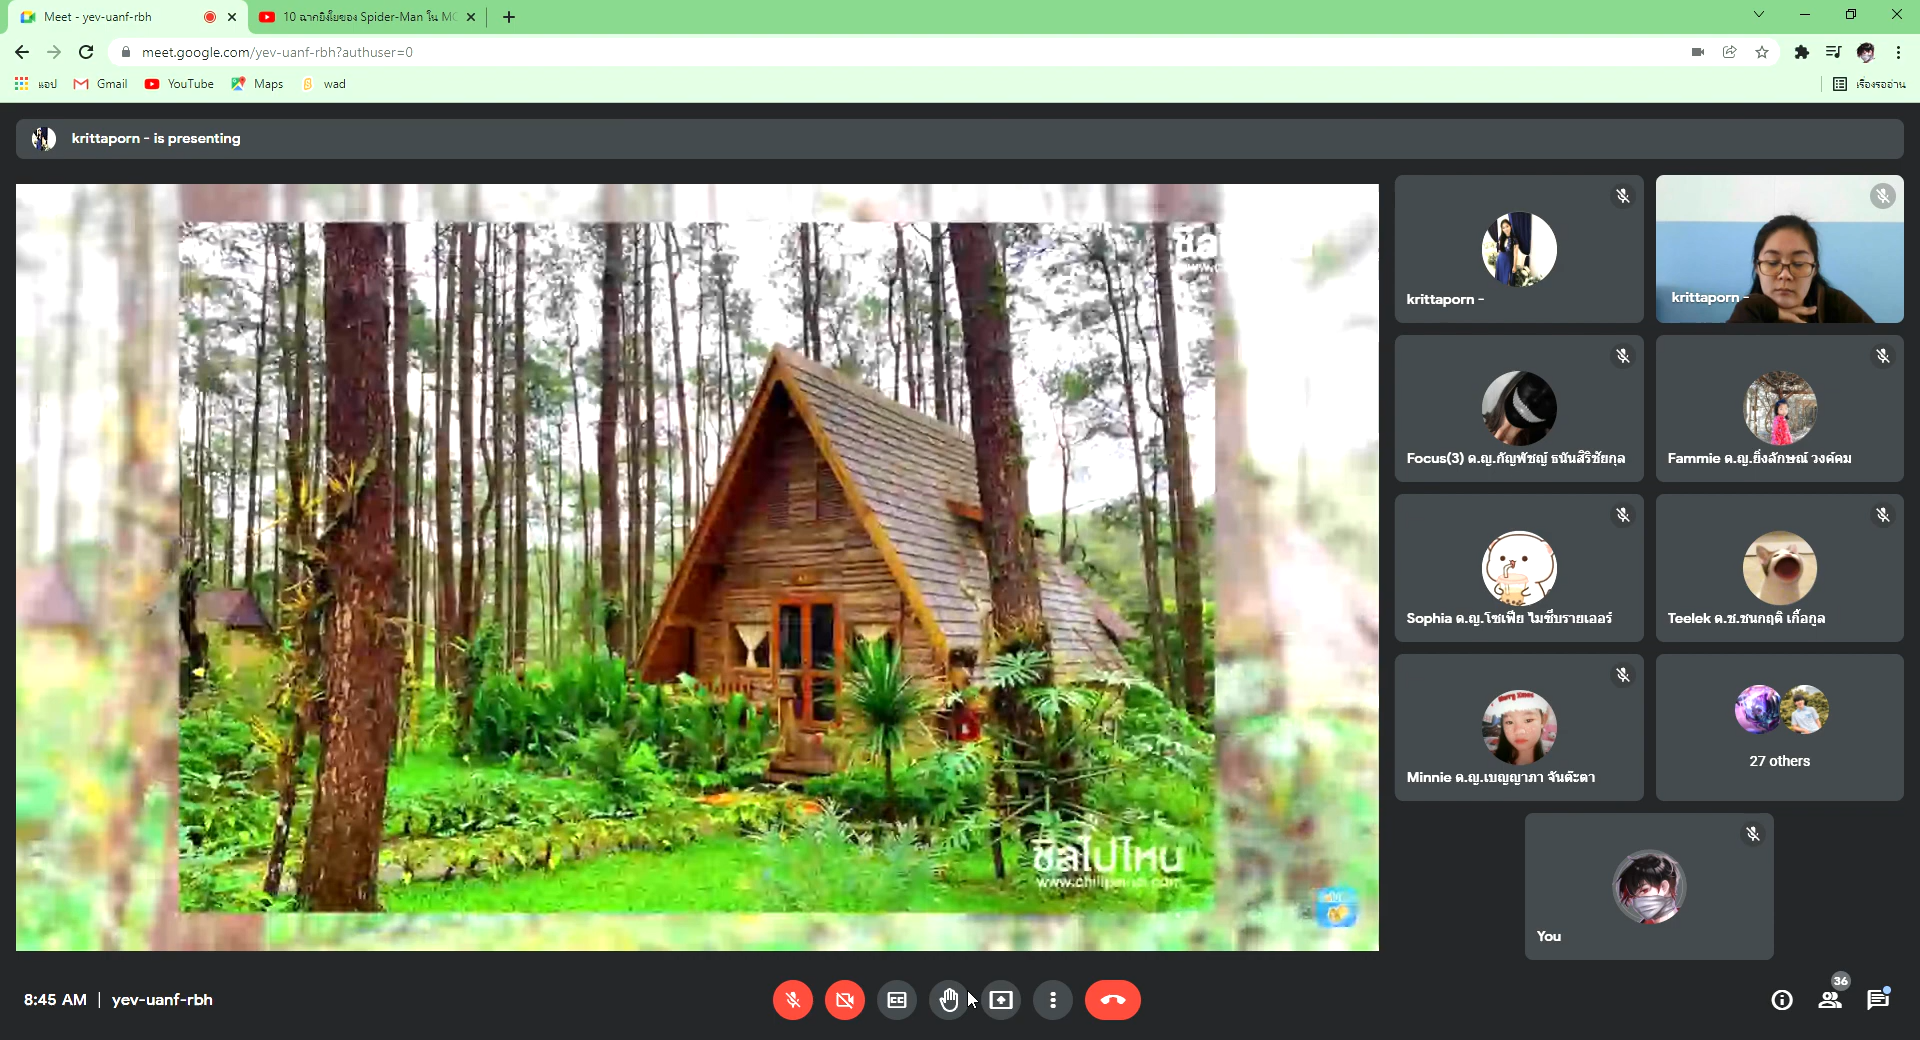 Meet - yev-uanf-rbh
10 ฉากยิงใยของ Spider-Man ใน MC
meet.google.com/yev-uanf-rbh?authuser=0
แอป
Gmail
YouTube
Maps
wad
เรื่องรออ่าน
krittaporn - is presenting
krittaporn -
krittaporn -
Focus(3) ด.ญ.กัญพัชญ์ ธนันสิริชัยกุล
Fammie ด.ญ.ยิ่งลักษณ์ วงค์คม
Sophia ด.ญ.โซเฟีย ไมซึบรายเออร์
Teelek ด.ช.ชนกฤติ เกื้อกูล
Minnie ด.ญ.เบญญาภา จันต๊ะตา
27 others
You
ชิลไปไหน
www.chillpainai.com
8:45 AM | yev-uanf-rbh
36